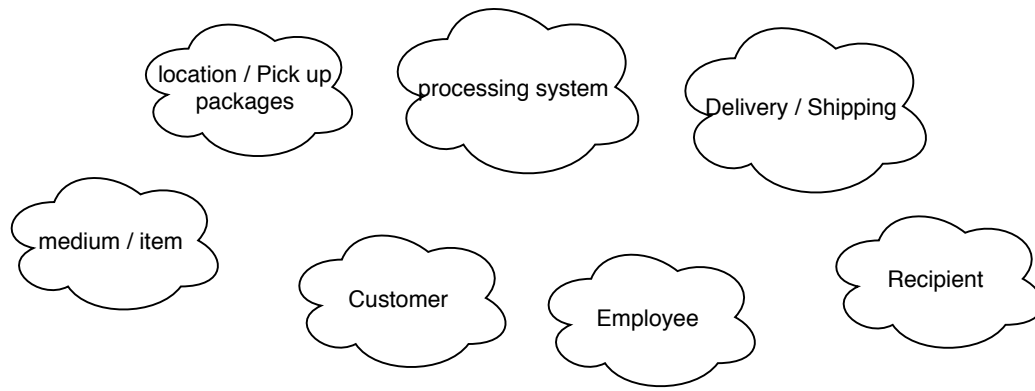 location / Pick up
packages
processing system
Delivery / Shipping
medium / item
Customer
Employee
Recipient